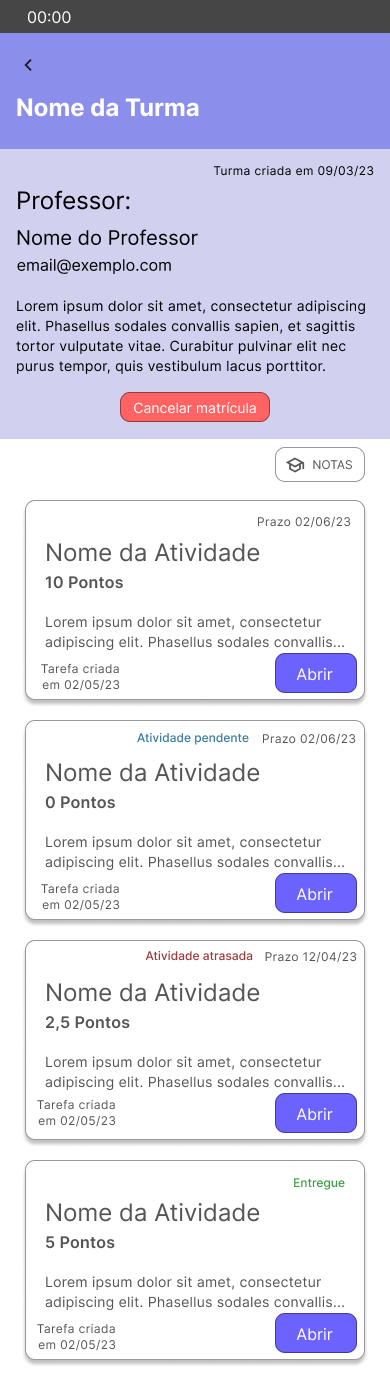 00:00
Nome da Turma
Turma criada em 09/03/23
Professor:
Nome do Professor
email@exemplo.com
Lorem ipsum dolor sit amet, consectetur adipiscing
elit. Phasellus sodales convallis sapien, et sagittis
tortor vulputate vitae. Curabitur pulvinar elit nec
purus tempor, quis vestibulum lacus porttitor.
Cancelar matrícula
NOTAS
Prazo 02/06/23
Nome da Atividade
10 Pontos
Lorem ipsum dolor sit amet, consectetur
adipiscing elit. Phasellus sodales convallis...
Tarefa criada
em 02/05/23
Abrir
Atividade pendente Prazo 02/06/23
Nome da Atividade
0 Pontos
Lorem ipsum dolor sit amet, consectetur
adipiscing elit. Phasellus sodales convallis...
Tarefa criada
em 02/05/23
Abrir
Atividade atrasada Prazo 12/04/23
Nome da Atividade
2,5 Pontos
Lorem ipsum dolor sit amet, consectetur
adipiscing elit. Phasellus sodales convallis...
Tarefa criada
em 02/05/23
Abrir
Entregue
Nome da Atividade
5 Pontos
Lorem ipsum dolor sit amet, consectetur
adipiscing elit. Phasellus sodales convallis...
Tarefa criada
em 02/05/23
Abrir